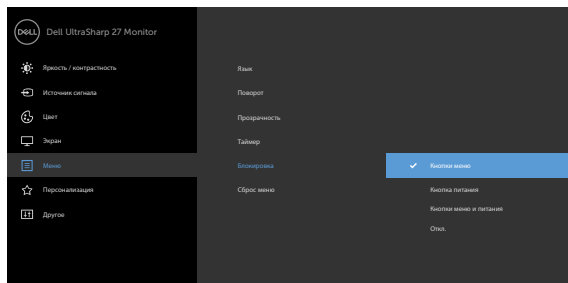 DELL Dell UltraSharp 27 Monitor
Яркость / контрастность
Язык
Источник сигнала
Поворот
Цвет
Прозрачность
Экран
Таймер
Меню
Блокировка
Кнопки меню
Персонализация
Сброс меню
Кнопка питания
Кнопки меню и питания
Другое
Откл.